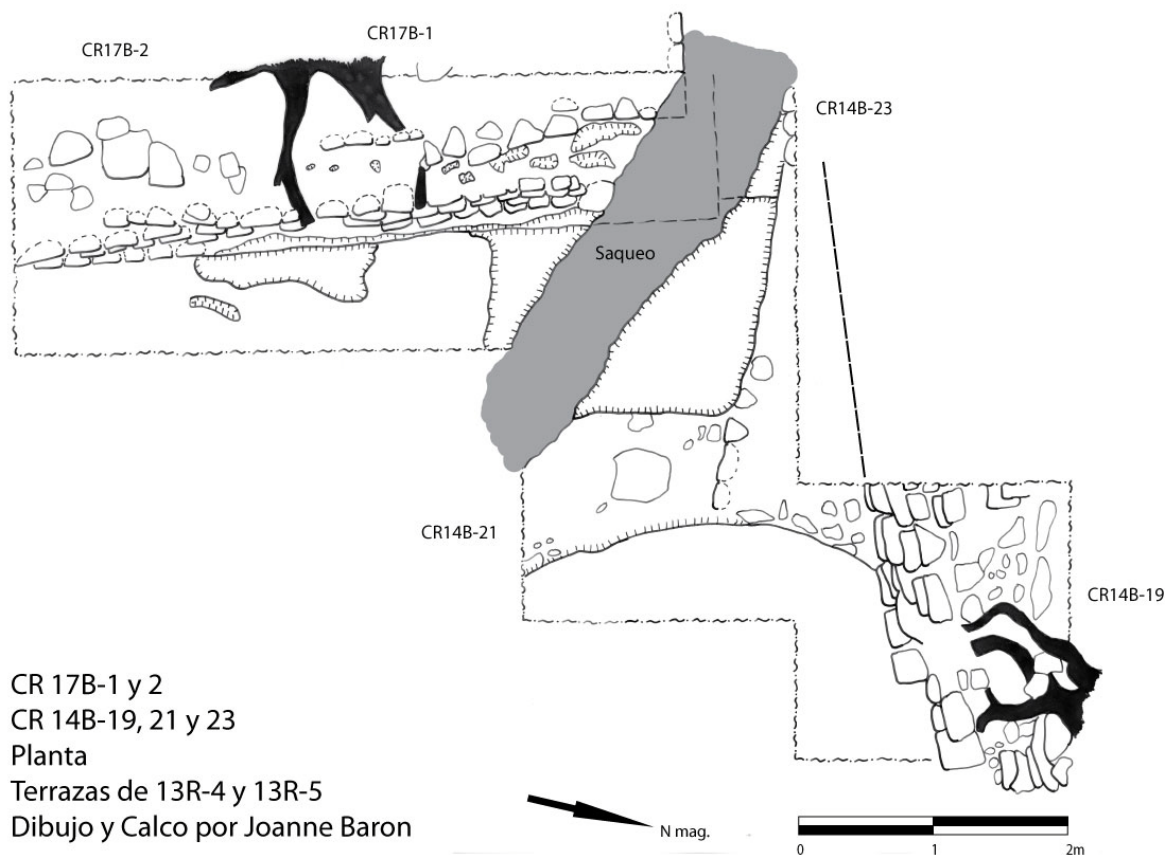 CR17B-2
CR17B-1
CR14B-23
Saqueo
CR14B-21
CR14B-19
CR 17B-1 y 2
CR 14B-19, 21 y 23
Planta
Terrazas de 13R-4 y 13R-5
Dibujo y Calco por Joanne Baron
N mag.
0 1 2m